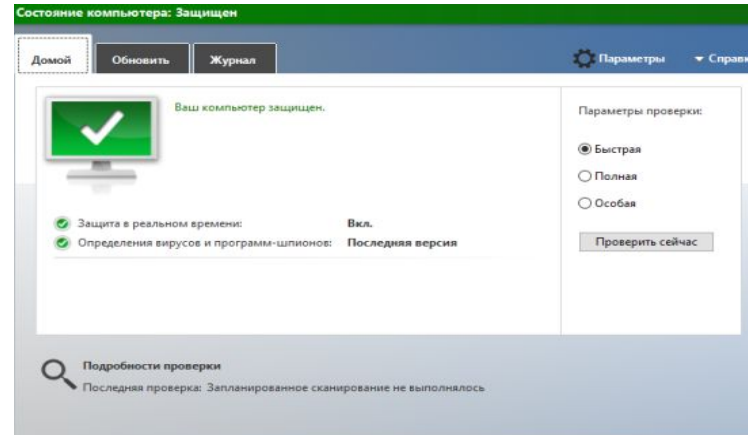 Состояние компьютера: Защищен
Домой
Обновить
Журнал
Параметры
Ваш компьютер защищен.
Защита в реальном времени: Вкл.
Определения вирусов и программ-шпионов: Последняя версия
Параметры проверки:
Быстрая
Полная
Особая
Проверить сейчас
Подробности проверки
Последняя проверка: Запланированное сканирование не выполнялось